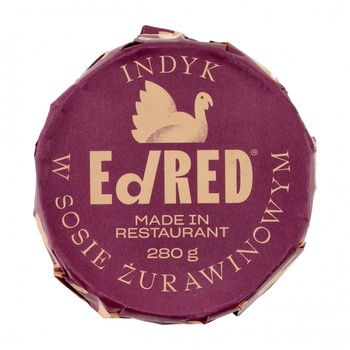 INDYK
EdRED®
MADE IN
RESTAURANT
280 g
W SOSIE ŻURAWINOWYM